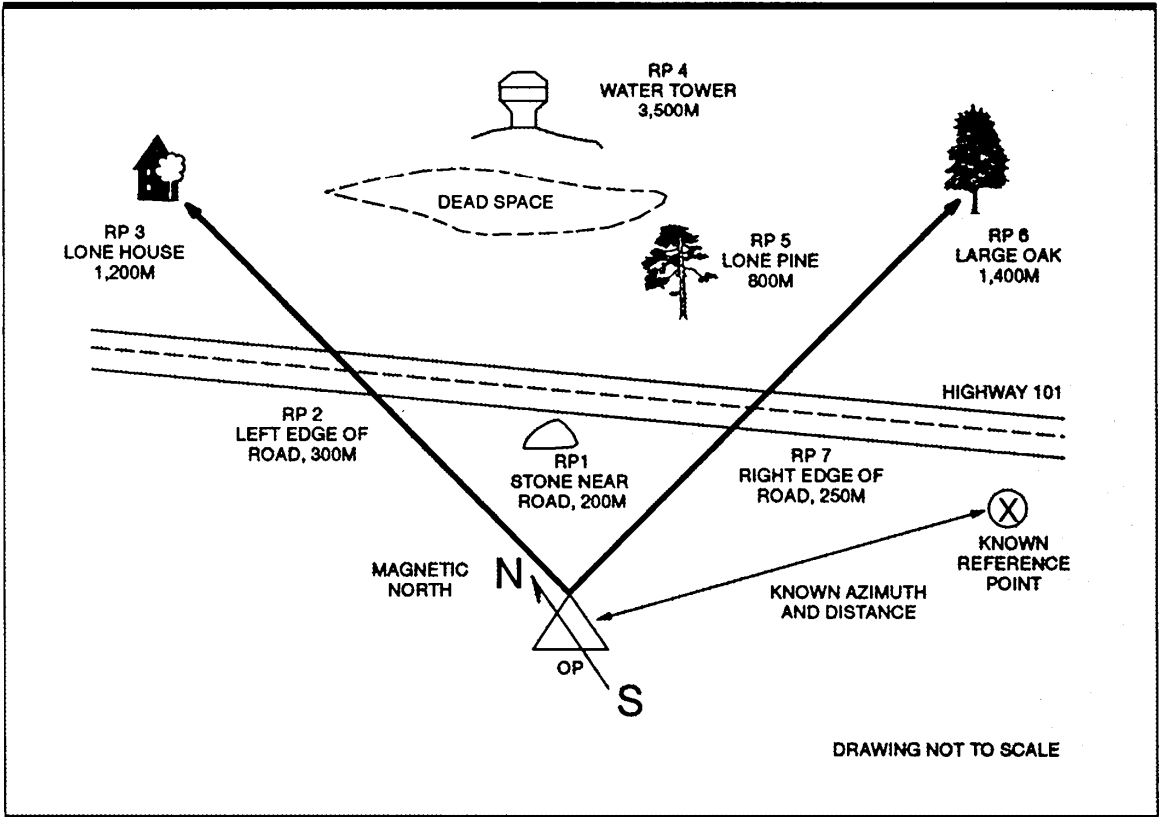 RP 4
WATER TOWER
3,500M
DEAD SPACE
RP 3
LONE HOUSE
1,200M
RP 5
LONE PINE
800M
RP 6
LARGE OAK
1,400M
HIGHWAY 101
RP 2
LEFT EDGE OF
ROAD, 300M
RP1
STONE NEAR
ROAD, 200M
RP 7
RIGHT EDGE OF
ROAD, 250M
X
KNOWN
REFERENCE
POINT
MAGNETIC
NORTH
N
KNOWN AZIMUTH
AND DISTANCE
OP
S
DRAWING NOT TO SCALE